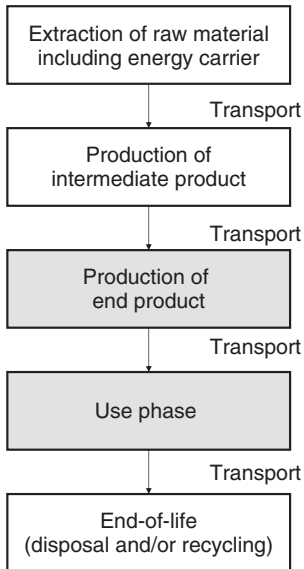 Extraction of raw material
including energy carrier
Transport
Production of
intermediate product
Transport
Production of
end product
Transport
Use phase
Transport
End-of-life
(disposal and/or recycling)